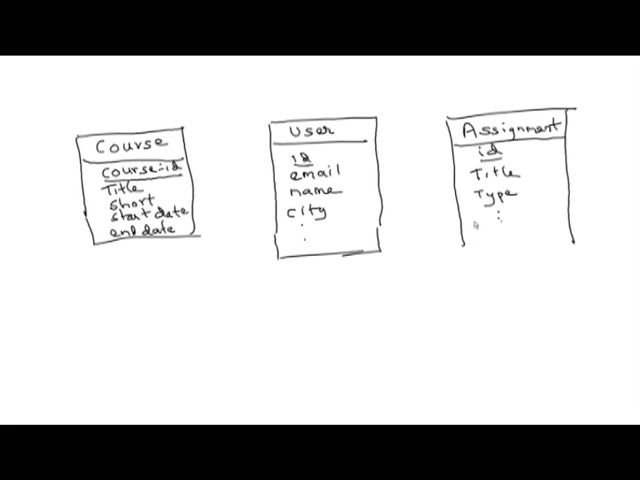 Course
course-id
Title
short
start date
end date
User
id
email
name
city
:
Assignment
id
Title
Type
: